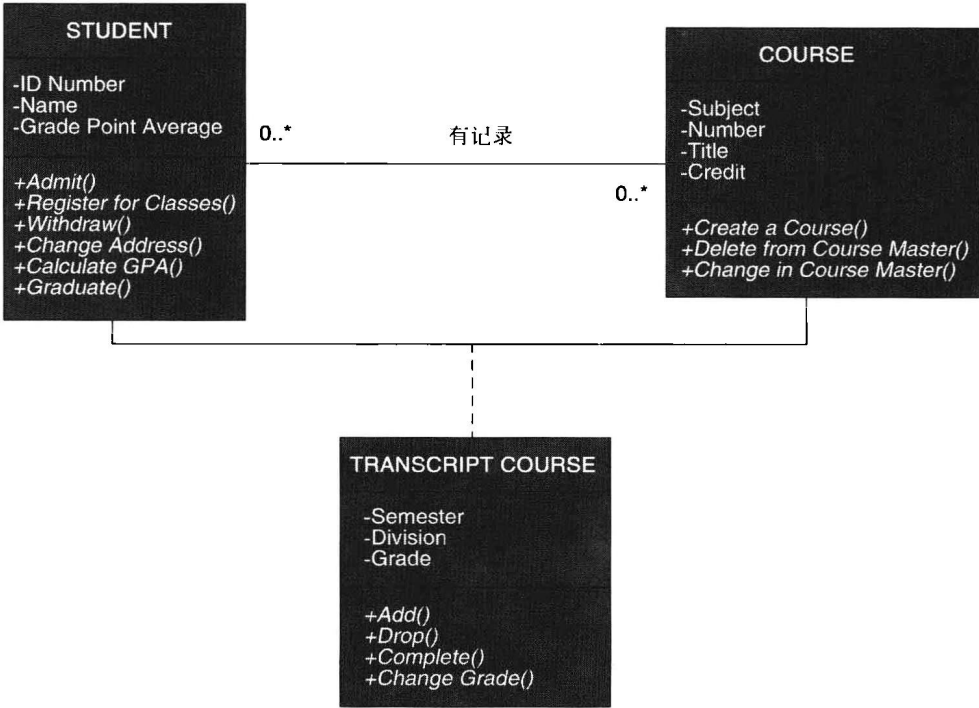 STUDENT
-ID Number
-Name
-Grade Point Average
+Admit()
+Register for Classes()
+Withdraw()
+Change Address()
+Calculate GPA()
+Graduate()
0..*
有记录
0..*
COURSE
-Subject
-Number
-Title
-Credit
+Create a Course()
+Delete from Course Master()
+Change in Course Master()
TRANSCRIPT COURSE
-Semester
-Division
-Grade
+Add()
+Drop()
+Complete()
+Change Grade()